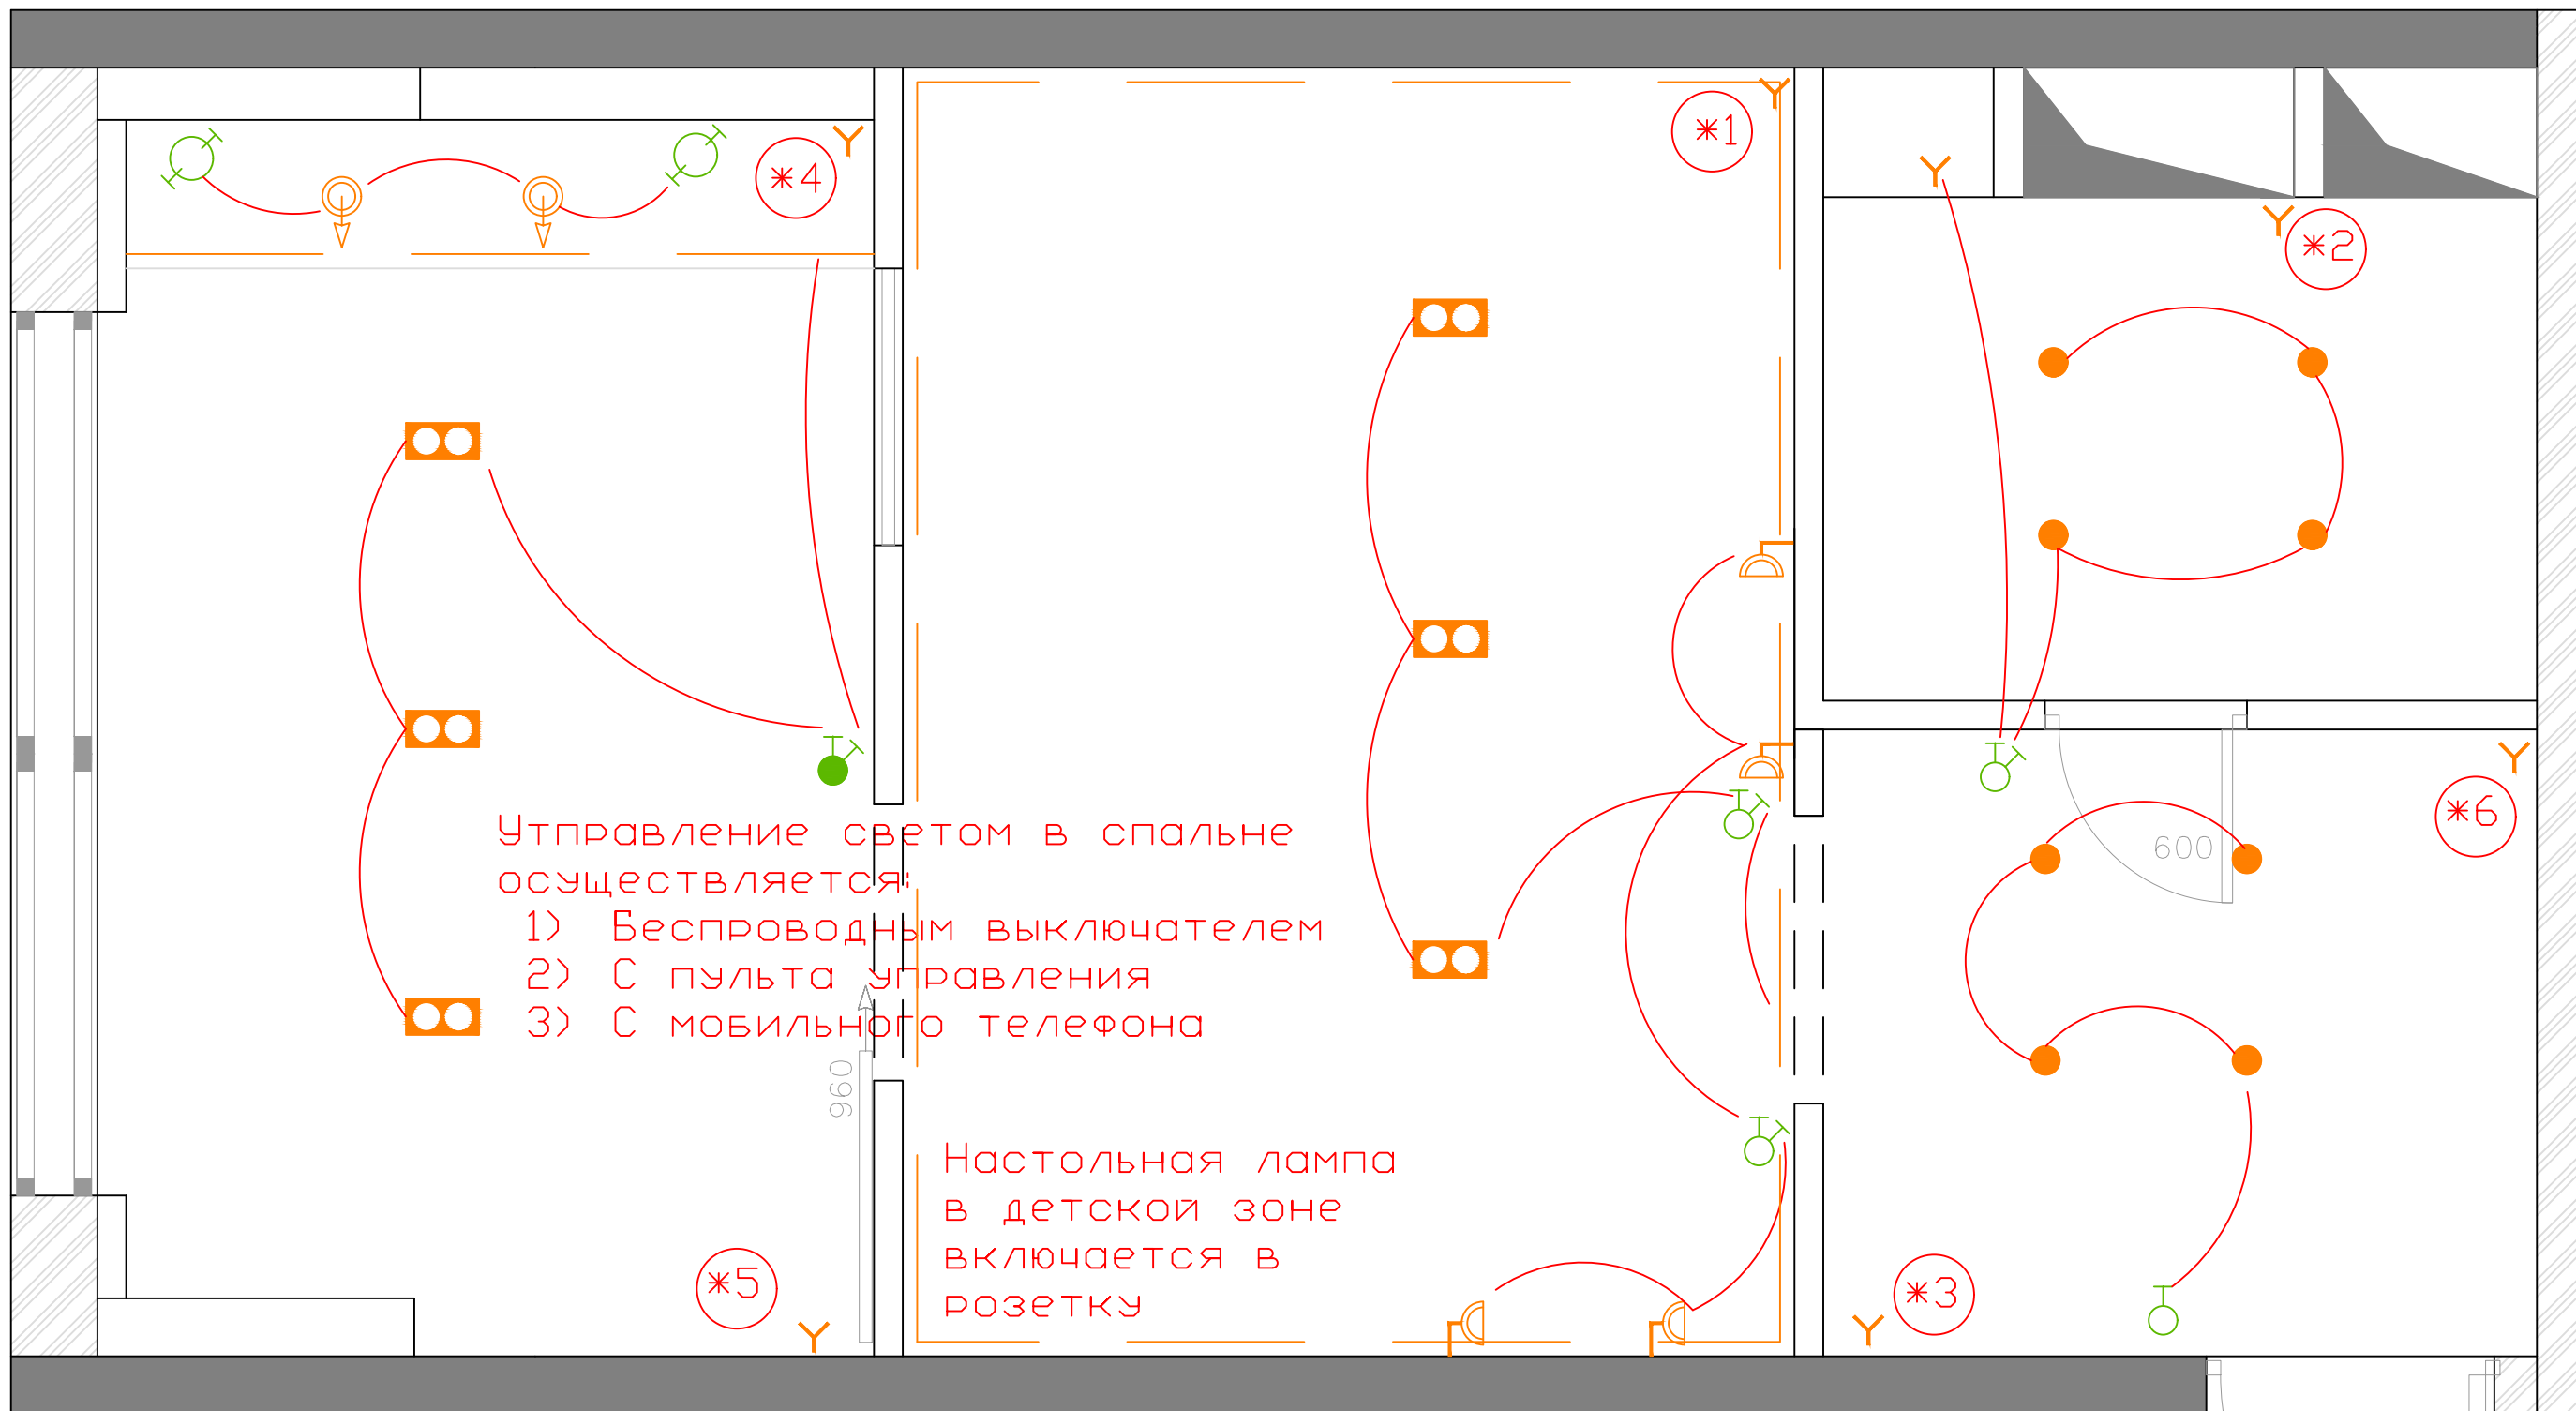 *4
*1
*2
Утправление светом в спальне
осуществляется:
1) Беспроводным выключателем
2) С пульта управления
3) С мобильного телефона
600
*6
960
Настольная лампа
в детской зоне
включается в
розетку
*5
*3